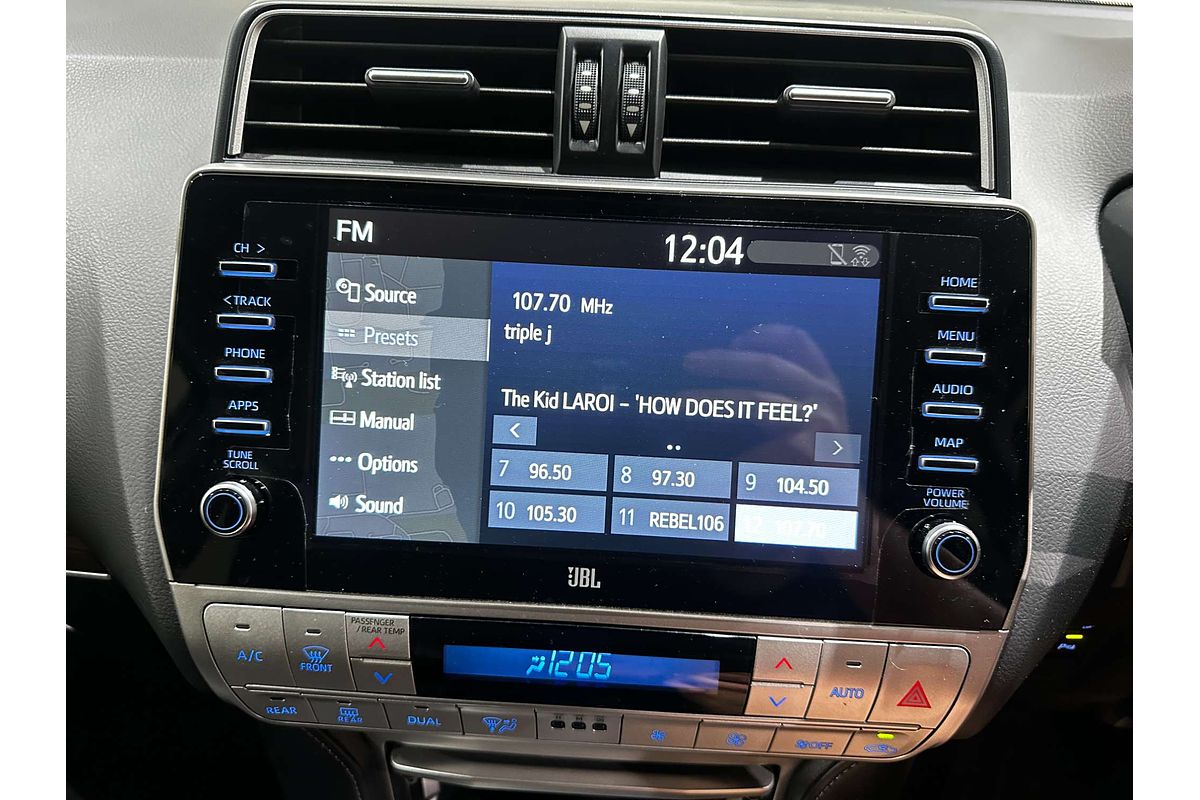 FM
12:04
CH >
< TRACK
PHONE
APPS
TUNE
SCROLL
Source
Presets
Station list
Manual
Options
Sound
107.70 MHz
triple j
The Kid LAROI – 'HOW DOES IT FEEL?'
< >
7 96.50
8 97.30
9 104.50
10 105.30
11 REBEL106
12 107.70
HOME
MENU
AUDIO
MAP
POWER
VOLUME
JBL
A/C
FRONT
PASSENGER
/REAR TEMP
12:05
AUTO
REAR
REAR
DUAL
OFF